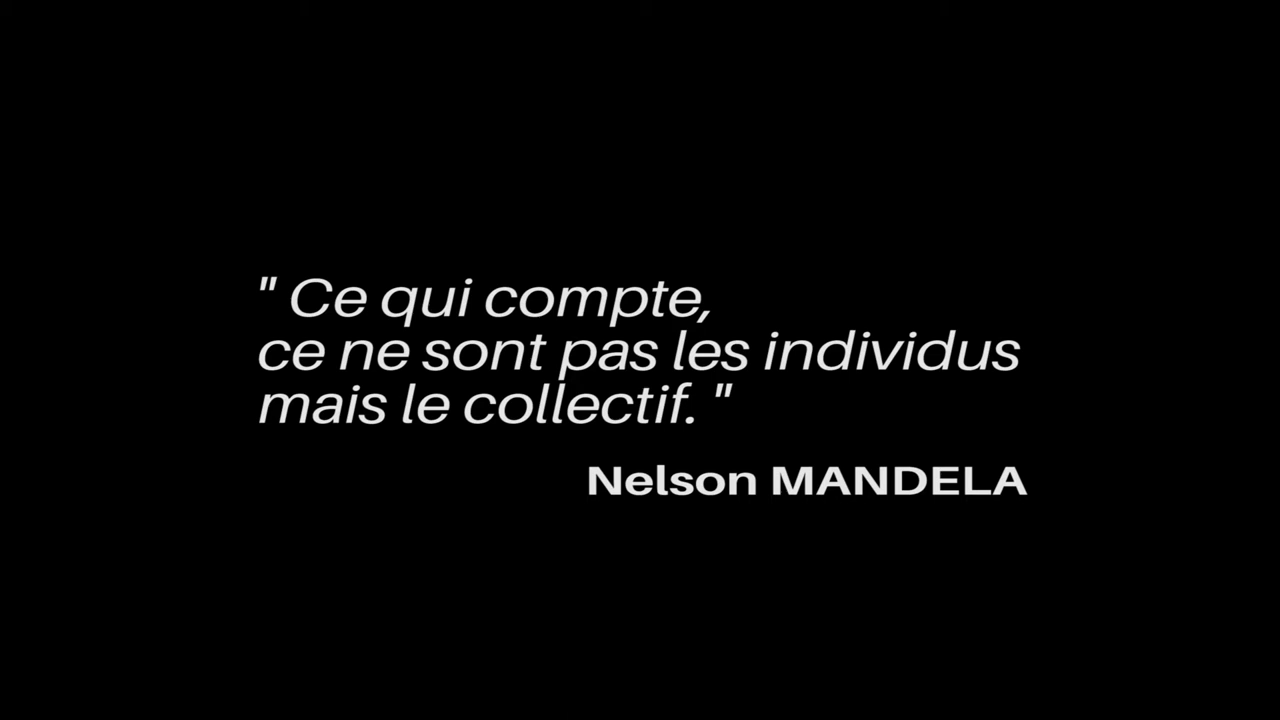 " Ce qui compte,
ce ne sont pas les individus
mais le collectif. "
Nelson MANDELA